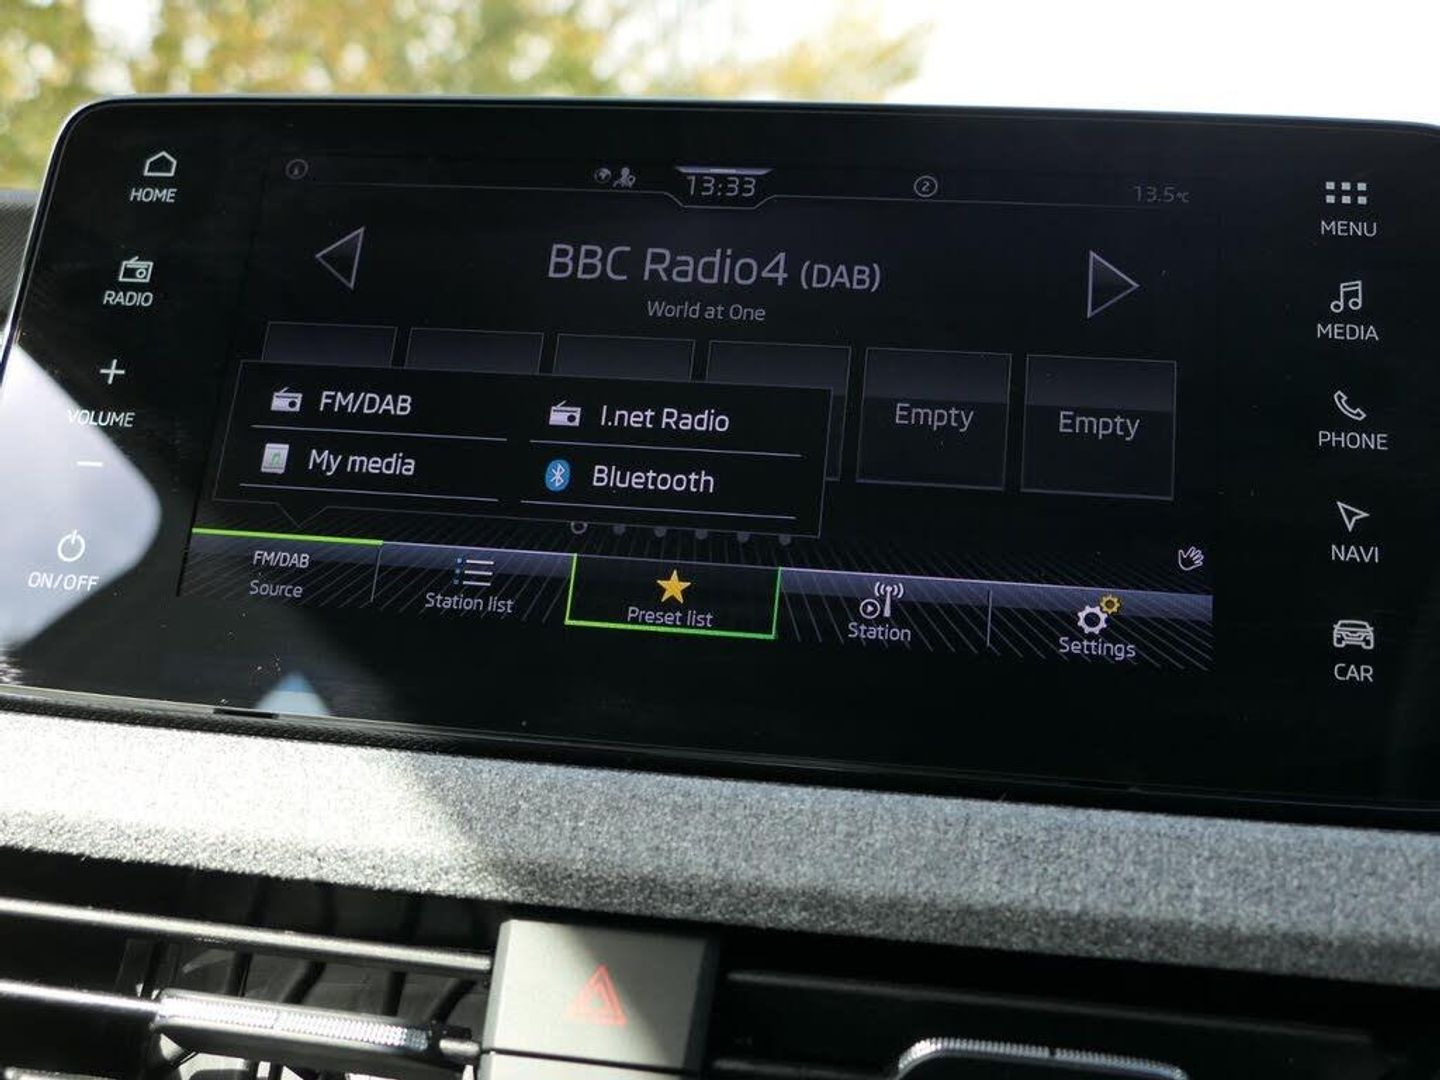 HOME
RADIO
+
VOLUME
−
ON/OFF
13:33
2
13.5°C
BBC Radio4 (DAB)
World at One
FM/DAB
I.net Radio
My media
Bluetooth
Empty
Empty
FM/DAB
Source
Station list
Preset list
Station
Settings
MENU
MEDIA
PHONE
NAVI
CAR